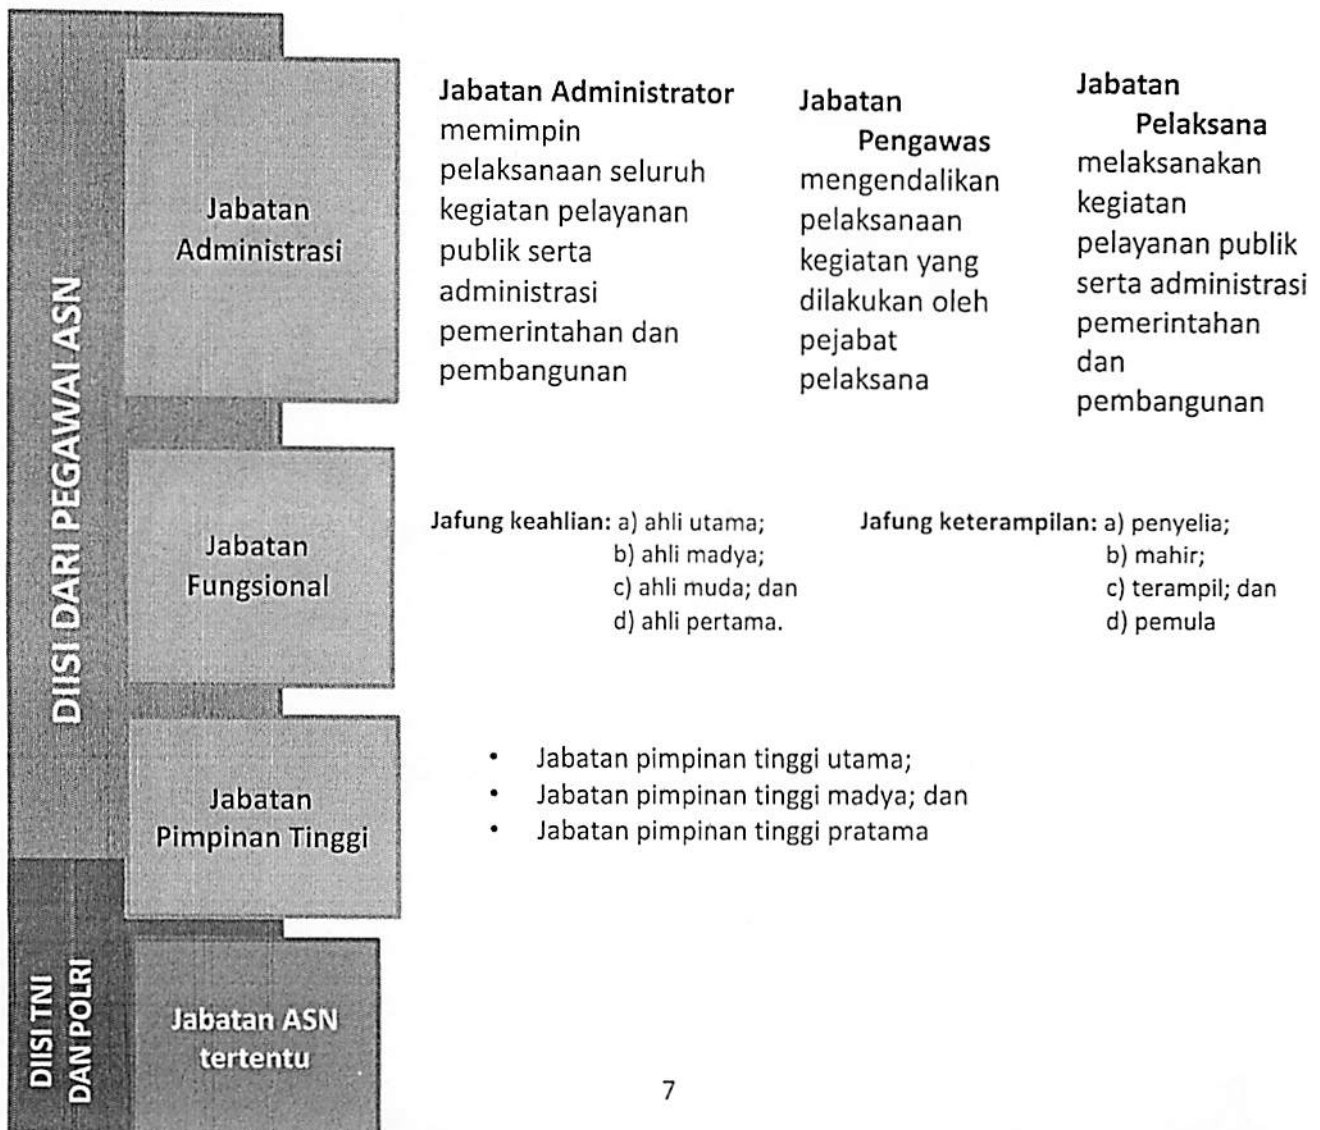 DIISI DARI PEGAWAI ASN
Jabatan
Administrasi
Jabatan Administrator
memimpin
pelaksanaan seluruh
kegiatan pelayanan
publik serta
administrasi
pemerintahan dan
pembangunan
Jabatan
Pengawas
mengendalikan
pelaksanaan
kegiatan yang
dilakukan oleh
pejabat
pelaksana
Jabatan
Pelaksana
melaksanakan
kegiatan
pelayanan publik
serta administrasi
pemerintahan
dan
pembangunan
Jabatan
Fungsional
Jafung keahlian: a) ahli utama;
b) ahli madya;
c) ahli muda; dan
d) ahli pertama.
Jafung keterampilan: a) penyelia;
b) mahir;
c) terampil; dan
d) pemula
Jabatan
Pimpinan Tinggi
• Jabatan pimpinan tinggi utama;
• Jabatan pimpinan tinggi madya; dan
• Jabatan pimpinan tinggi pratama
DIISI TNI
DAN POLRI
Jabatan ASN
tertentu
7